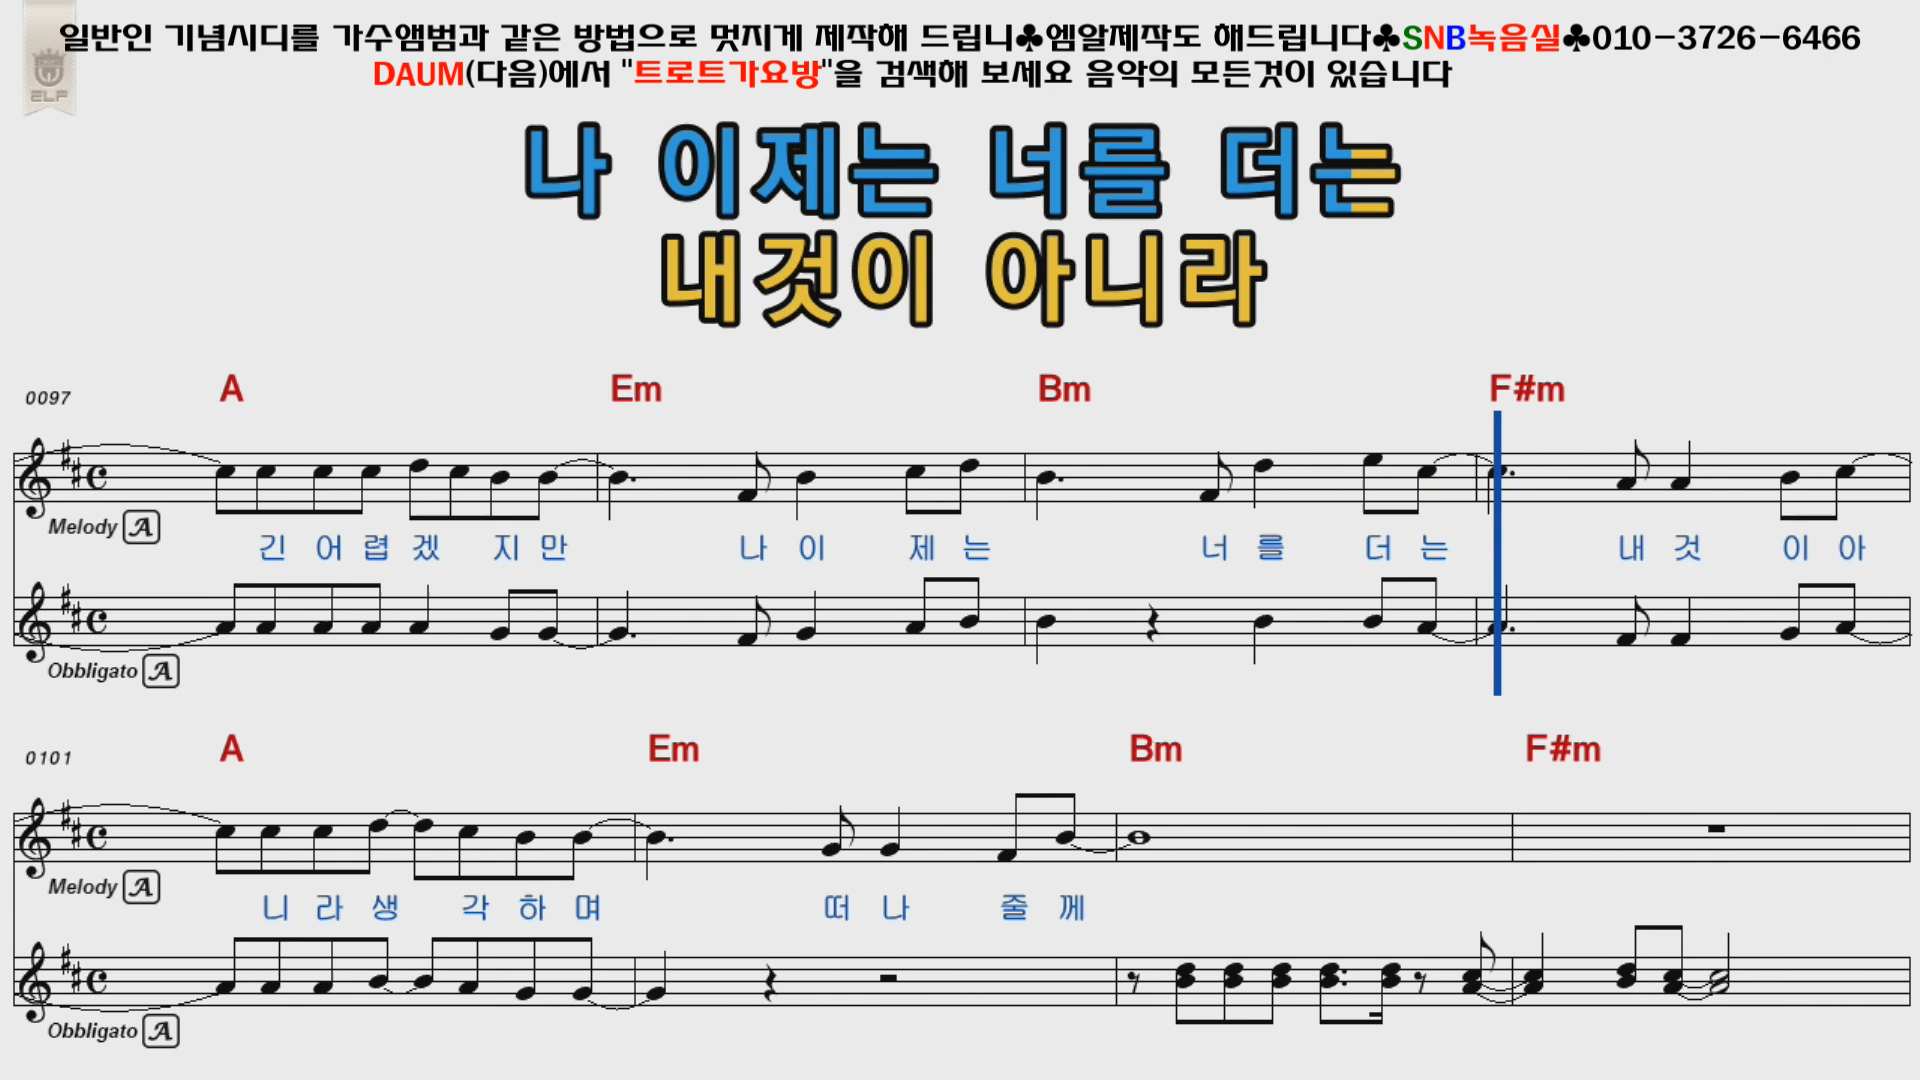 일반인 기념시디를 가수앨범과 같은 방법으로 멋지게 제작해 드립니♣엠알제작도 해드립니다♣SNB녹음실♣010-3726-6466
DAUM(다음)에서 "트로트가요방"을 검색해 보세요 음악의 모든것이 있습니다
ELF
나 이제는 너를 더는
내것이 아니라
0097 A Em Bm F#m
Melody A
긴 어 렵 겠 지 만 나 이 제 는 너 를 더 는 내 것 이 아
Obbligato A
0101 A Em Bm F#m
Melody A
니 라 생 각 하 며 떠 나 줄 께
Obbligato A